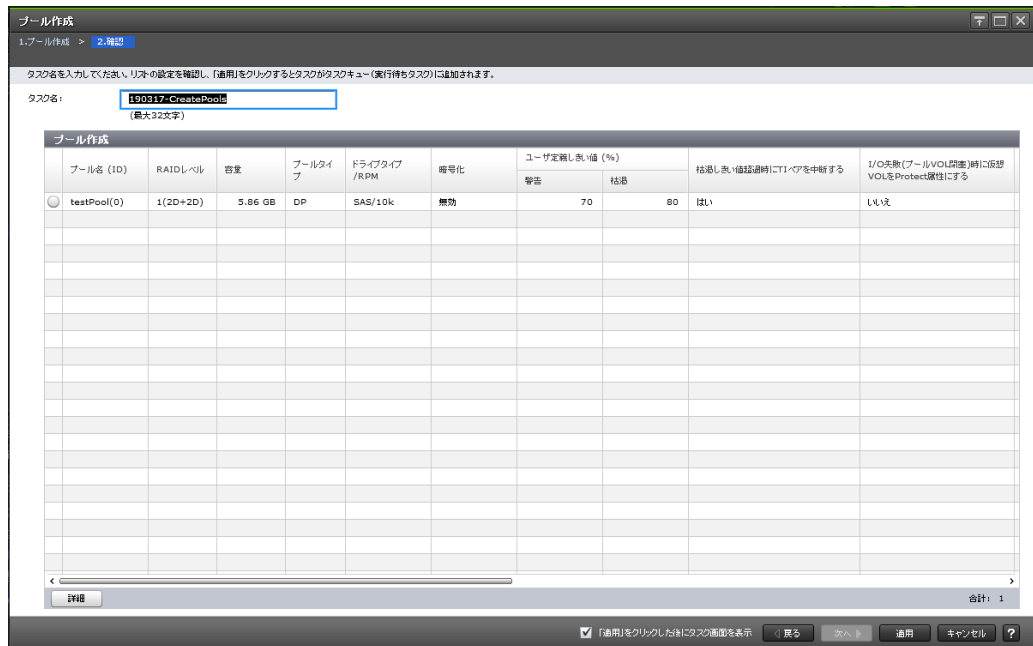 プール作成
1.プール作成 > 2.確認
タスク名を入力してください。リストの設定を確認し、「適用」をクリックするとタスクがタスクキュー(実行待ちタスク)に追加されます。
タスク名: 190317-CreatePools
(最大32文字)
プール作成
プール名 (ID) RAIDレベル 容量 プールタイプ ドライブタイプ/RPM 暗号化 ユーザ定義しきい値 (%) 警告 枯渇 枯渇しきい値超過時にTIペアを中断する I/O失敗(プールVOL閉塞)時に仮想VOLをProtect属性にする
testPool(0) 1(2D+2D) 5.86 GB DP SAS/10k 無効 70 80 はい いいえ
詳細 合計: 1
「適用」をクリックした後にタスク画面を表示 戻る 次へ 適用 キャンセル ?